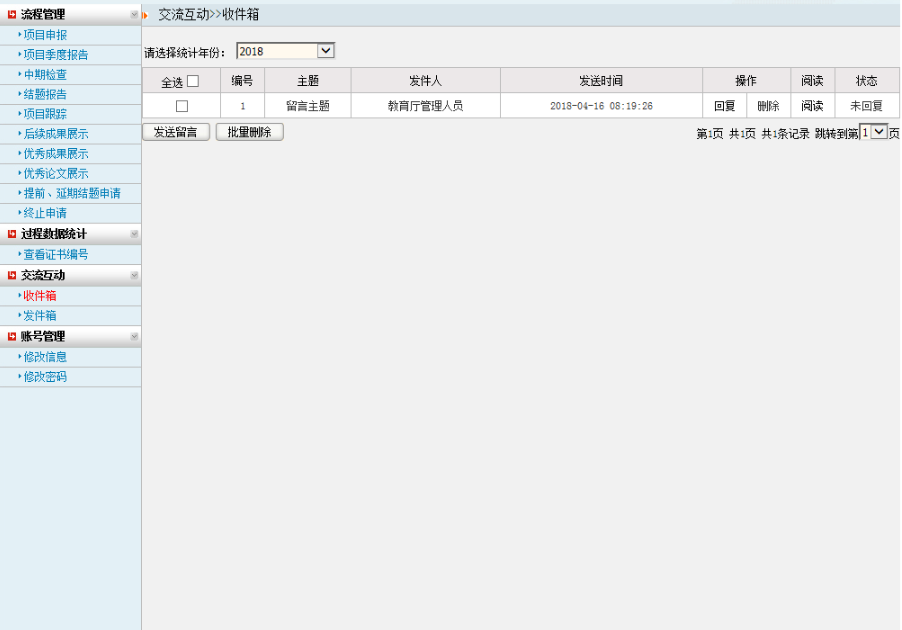 流程管理
项目申报
项目季度报告
中期检查
结题报告
项目跟踪
后续成果展示
优秀成果展示
优秀论文展示
提前、延期结题申请
终止申请
过程数据统计
查看证书编号
交流互动
收件箱
发件箱
账号管理
修改信息
修改密码
交流互动>>收件箱
请选择统计年份： 2018
全选 编号 主题 发件人 发送时间 操作 阅读 状态
1 留言主题 教育厅管理人员 2018-04-16 08:19:26 回复 删除 阅读 未回复
发送留言 批量删除 第1页 共1页 共1条记录 跳转到第 1 页